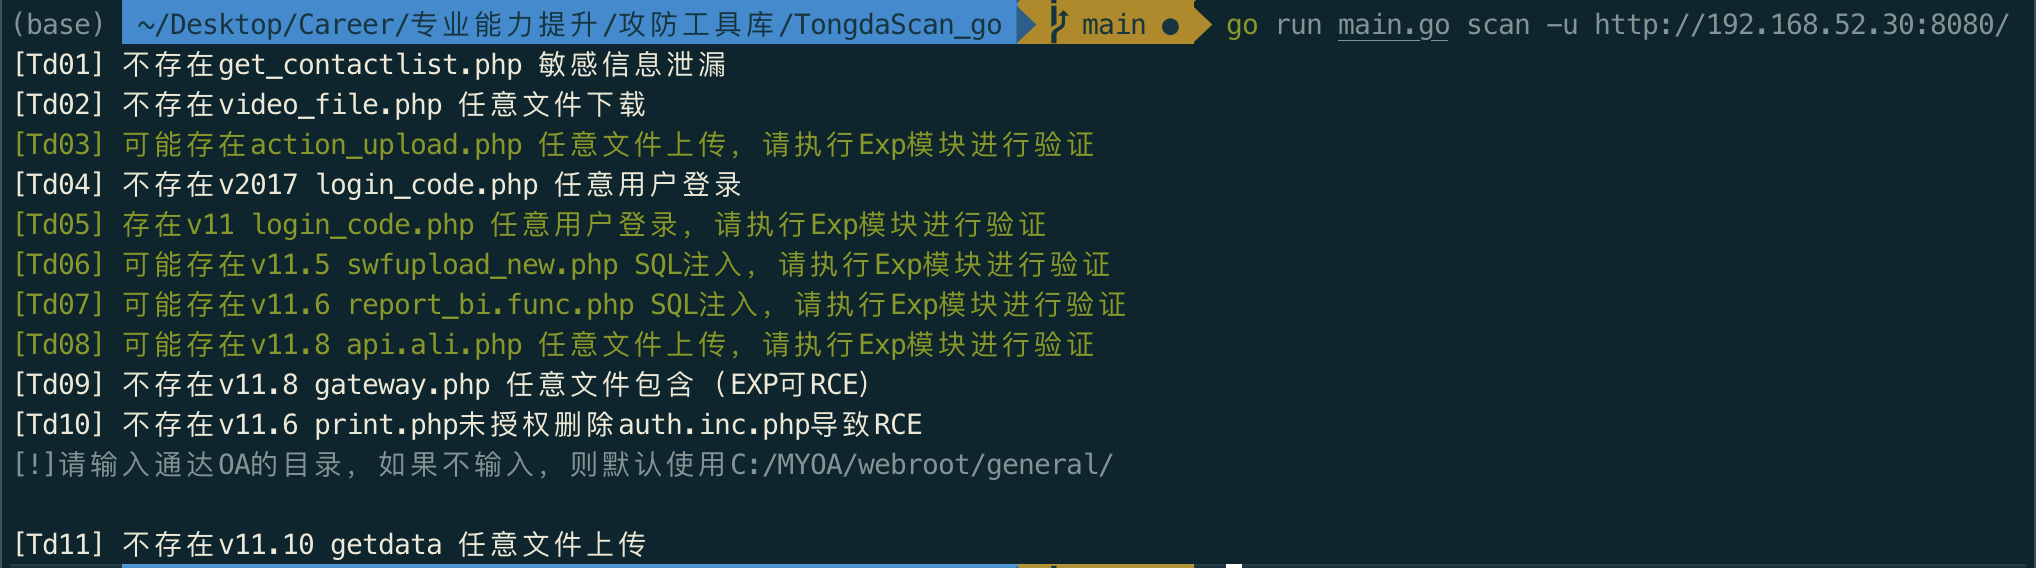 (base) ~/Desktop/Career/专业能力提升/攻防工具库/TongdaScan_go main ● go run main.go scan -u http://192.168.52.30:8080/
[Td01] 不存在get_contactlist.php 敏感信息泄漏
[Td02] 不存在video_file.php 任意文件下载
[Td03] 可能存在action_upload.php 任意文件上传，请执行Exp模块进行验证
[Td04] 不存在v2017 login_code.php 任意用户登录
[Td05] 存在v11 login_code.php 任意用户登录，请执行Exp模块进行验证
[Td06] 可能存在v11.5 swfupload_new.php SQL注入，请执行Exp模块进行验证
[Td07] 可能存在v11.6 report_bi.func.php SQL注入，请执行Exp模块进行验证
[Td08] 可能存在v11.8 api.ali.php 任意文件上传，请执行Exp模块进行验证
[Td09] 不存在v11.8 gateway.php 任意文件包含（EXP可RCE）
[Td10] 不存在v11.6 print.php未授权删除auth.inc.php导致RCE
[!]请输入通达OA的目录，如果不输入，则默认使用C:/MYOA/webroot/general/
[Td11] 不存在v11.10 getdata 任意文件上传